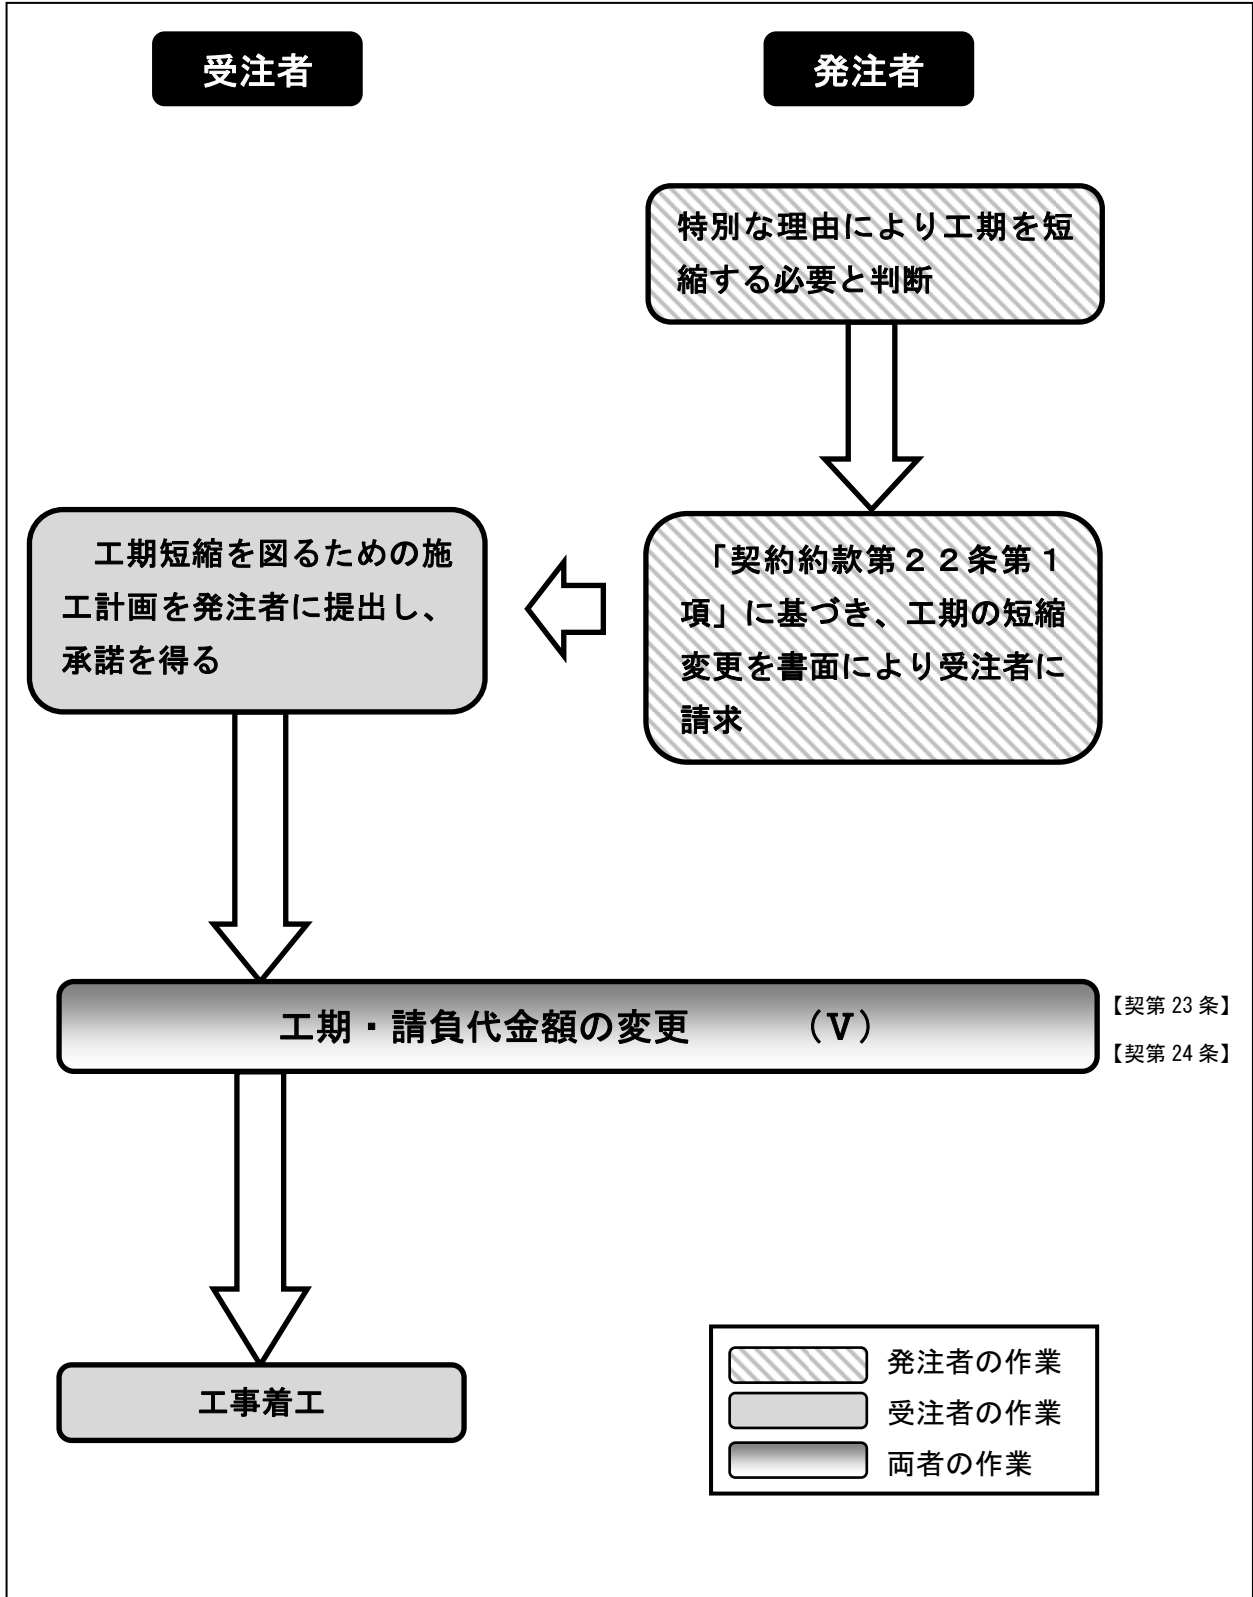 受注者
発注者
特別な理由により工期を短
縮する必要と判断
「契約約款第２２条第１
項」に基づき、工期の短縮
変更を書面により受注者に
請求
工期短縮を図るための施
工計画を発注者に提出し、
承諾を得る
工期・請負代金額の変更　　　（Ⅴ）
【契第 23 条】
【契第 24 条】
工事着工
発注者の作業
受注者の作業
両者の作業